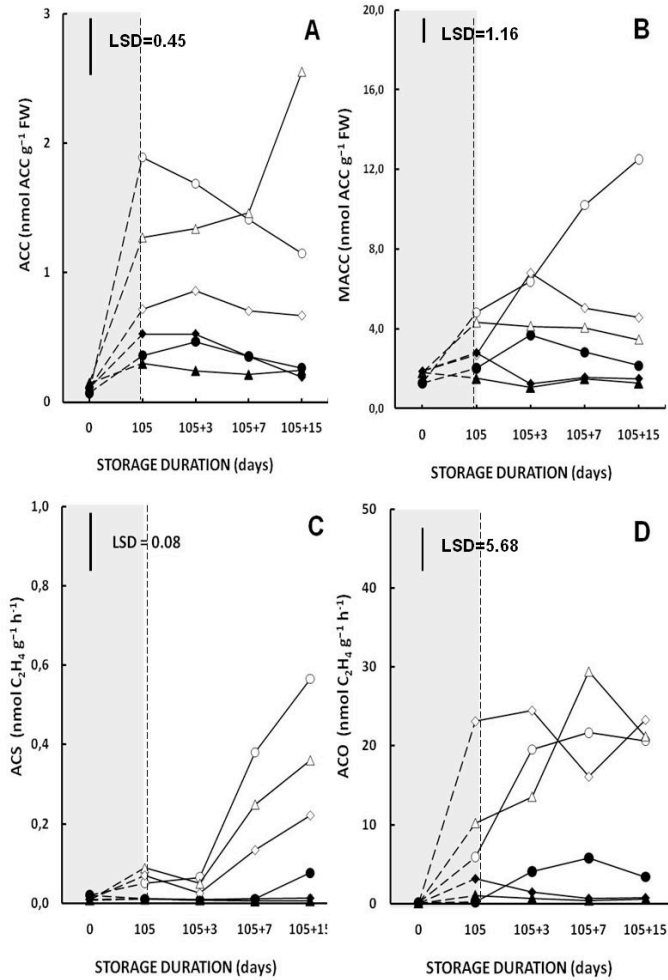 A
LSD=0.45
3
2
1
0
ACC (nmol ACC g⁻¹ FW)
0 105 105+3 105+7 105+15
STORAGE DURATION (days)
B
LSD=1.16
20,0
16,0
12,0
8,0
4,0
0,0
MACC (nmol ACC g⁻¹ FW)
0 105 105+3 105+7 105+15
STORAGE DURATION (days)
C
LSD = 0.08
1,0
0,8
0,6
0,4
0,2
0,0
ACS (nmol C₂H₄ g⁻¹ h⁻¹)
0 105 105+3 105+7 105+15
STORAGE DURATION (days)
D
LSD=5.68
50
40
30
20
10
0
ACO (nmol C₂H₄ g⁻¹ h⁻¹)
0 105 105+3 105+7 105+15
STORAGE DURATION (days)